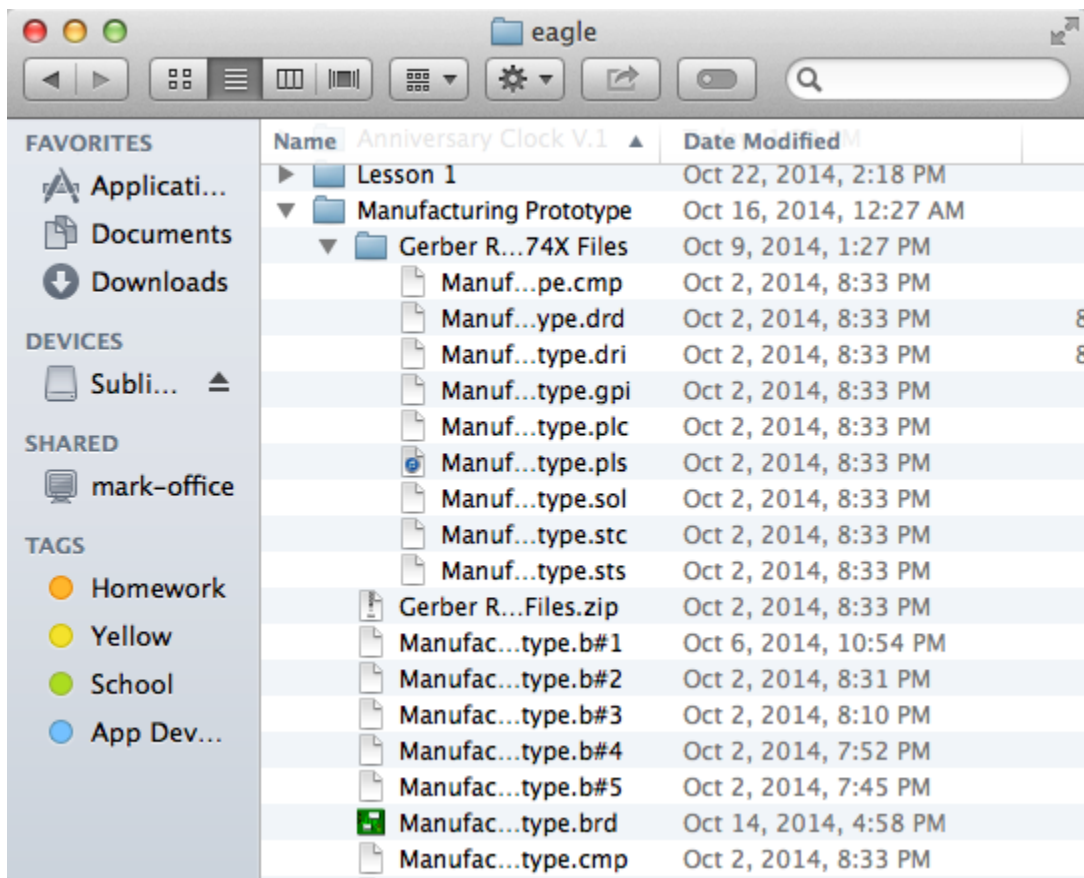 eagle
FAVORITES
Applicati...
Documents
Downloads
DEVICES
Subli...
SHARED
mark-office
TAGS
Homework
Yellow
School
App Dev...
Name Anniversary Clock V.1 Date Modified
Lesson 1 Oct 22, 2014, 2:18 PM
Manufacturing Prototype Oct 16, 2014, 12:27 AM
Gerber R...74X Files Oct 9, 2014, 1:27 PM
Manuf...pe.cmp Oct 2, 2014, 8:33 PM
Manuf...ype.drd Oct 2, 2014, 8:33 PM 8
Manuf...type.dri Oct 2, 2014, 8:33 PM 8
Manuf...type.gpi Oct 2, 2014, 8:33 PM
Manuf...type.plc Oct 2, 2014, 8:33 PM
Manuf...type.pls Oct 2, 2014, 8:33 PM
Manuf...type.sol Oct 2, 2014, 8:33 PM
Manuf...type.stc Oct 2, 2014, 8:33 PM
Manuf...type.sts Oct 2, 2014, 8:33 PM
Gerber R...Files.zip Oct 2, 2014, 8:33 PM
Manufac...type.b#1 Oct 6, 2014, 10:54 PM
Manufac...type.b#2 Oct 2, 2014, 8:31 PM
Manufac...type.b#3 Oct 2, 2014, 8:10 PM
Manufac...type.b#4 Oct 2, 2014, 7:52 PM
Manufac...type.b#5 Oct 2, 2014, 7:45 PM
Manufac...type.brd Oct 14, 2014, 4:58 PM
Manufac...type.cmp Oct 2, 2014, 8:33 PM